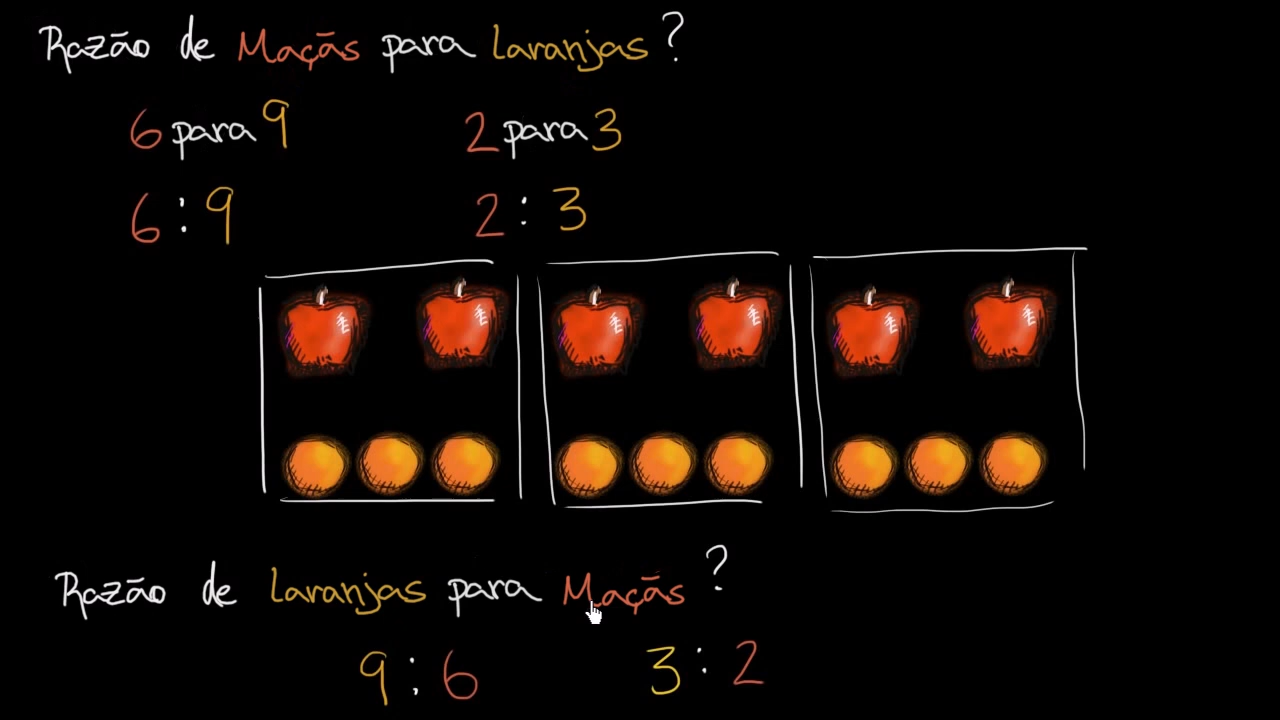 Razão de Maçãs para Laranjas?
6 para 9 2 para 3
6:9 2:3
Razão de Laranjas para Maçãs?
9:6 3:2